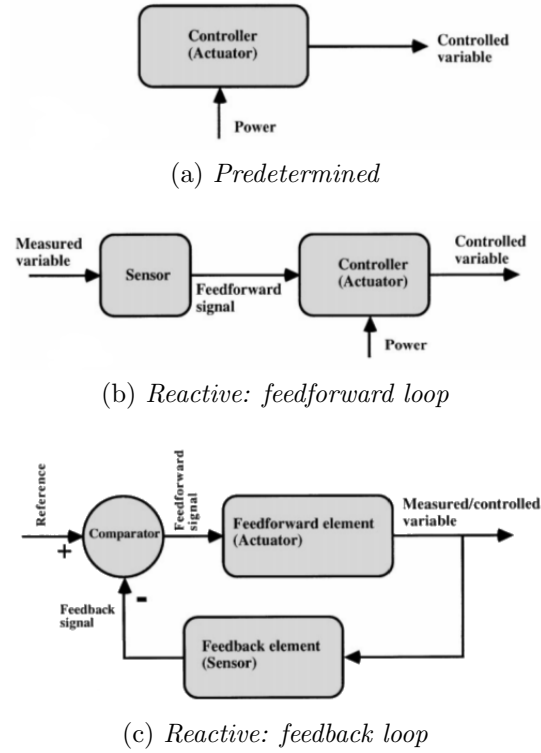 Controller
(Actuator)
Controlled
variable
Power
(a) Predetermined
Measured
variable
Sensor
Feedforward
signal
Controller
(Actuator)
Controlled
variable
Power
(b) Reactive: feedforward loop
Reference
+
Comparator
Feedforward
signal
Feedforward element
(Actuator)
Measured/controlled
variable
-
Feedback
signal
Feedback element
(Sensor)
(c) Reactive: feedback loop